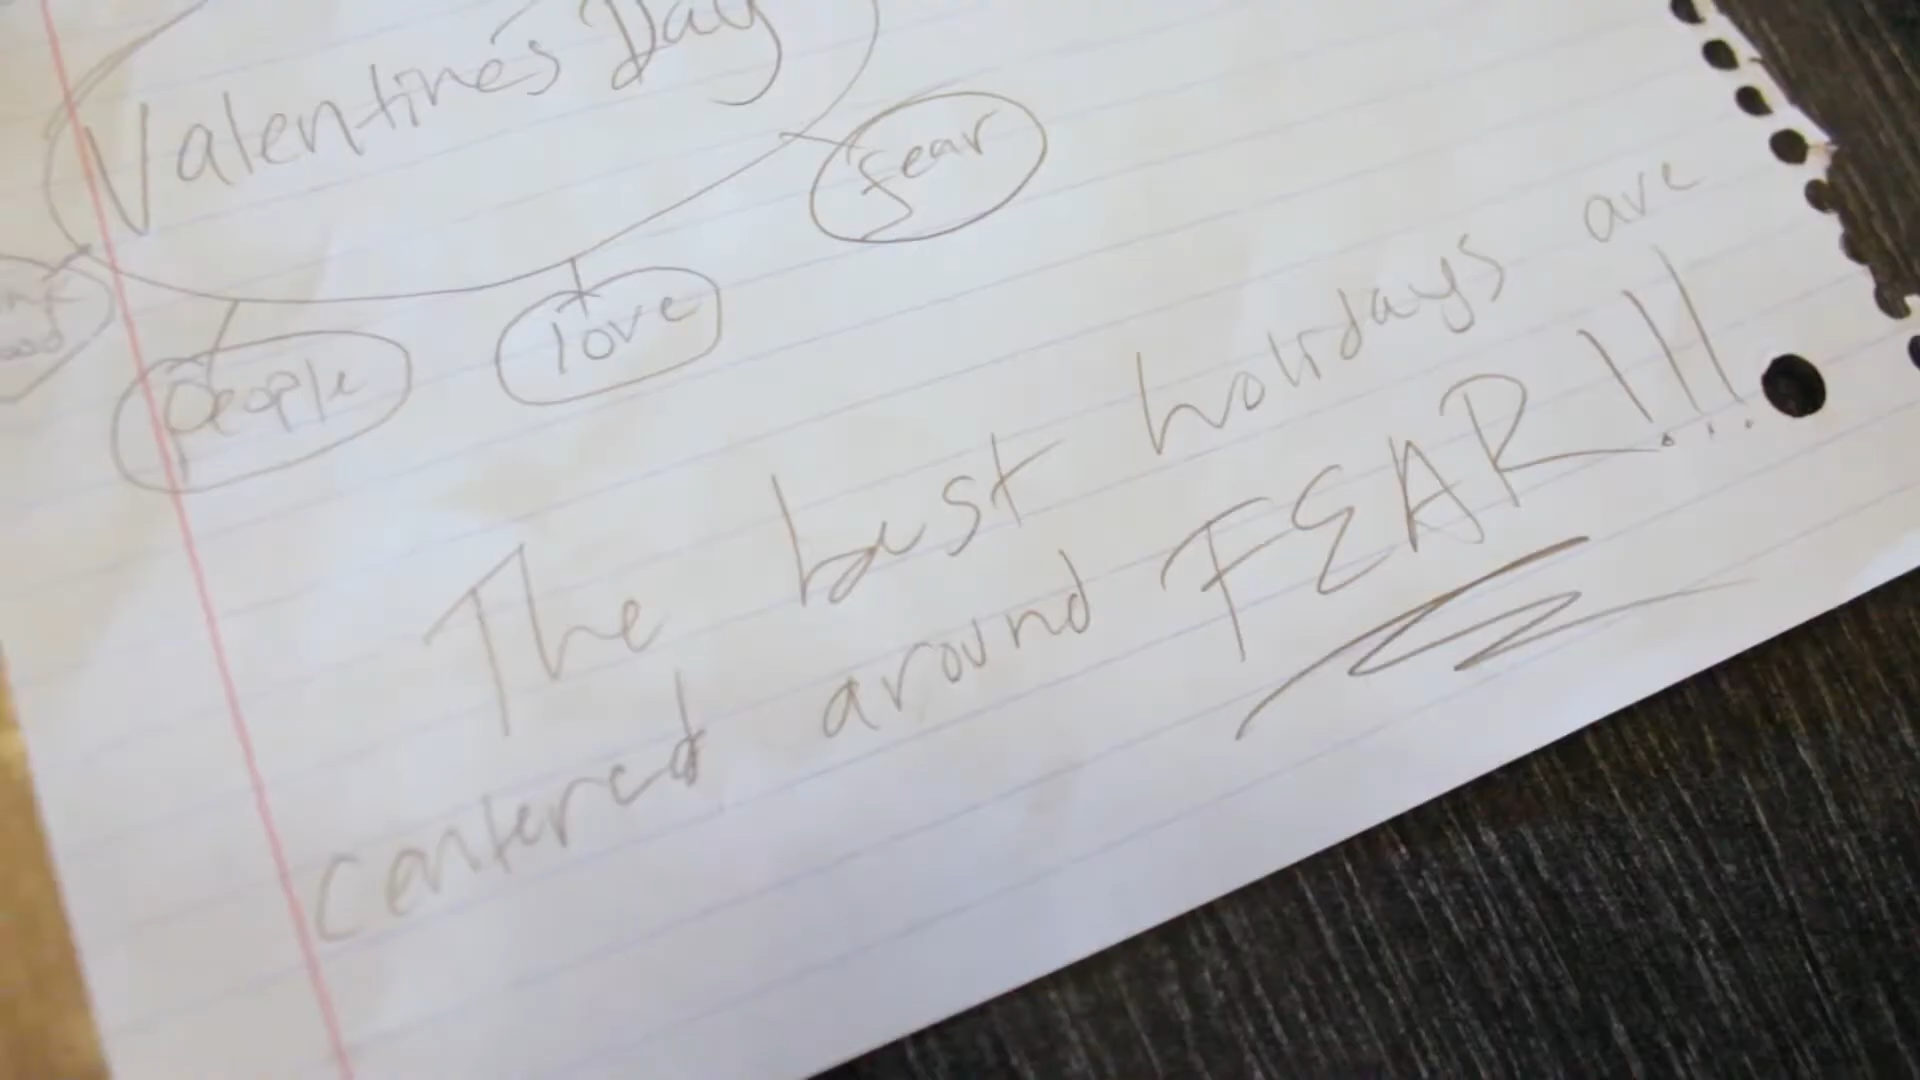 Valentine's Day
fear
love
people
The best holidays are
centered around FEAR!!!